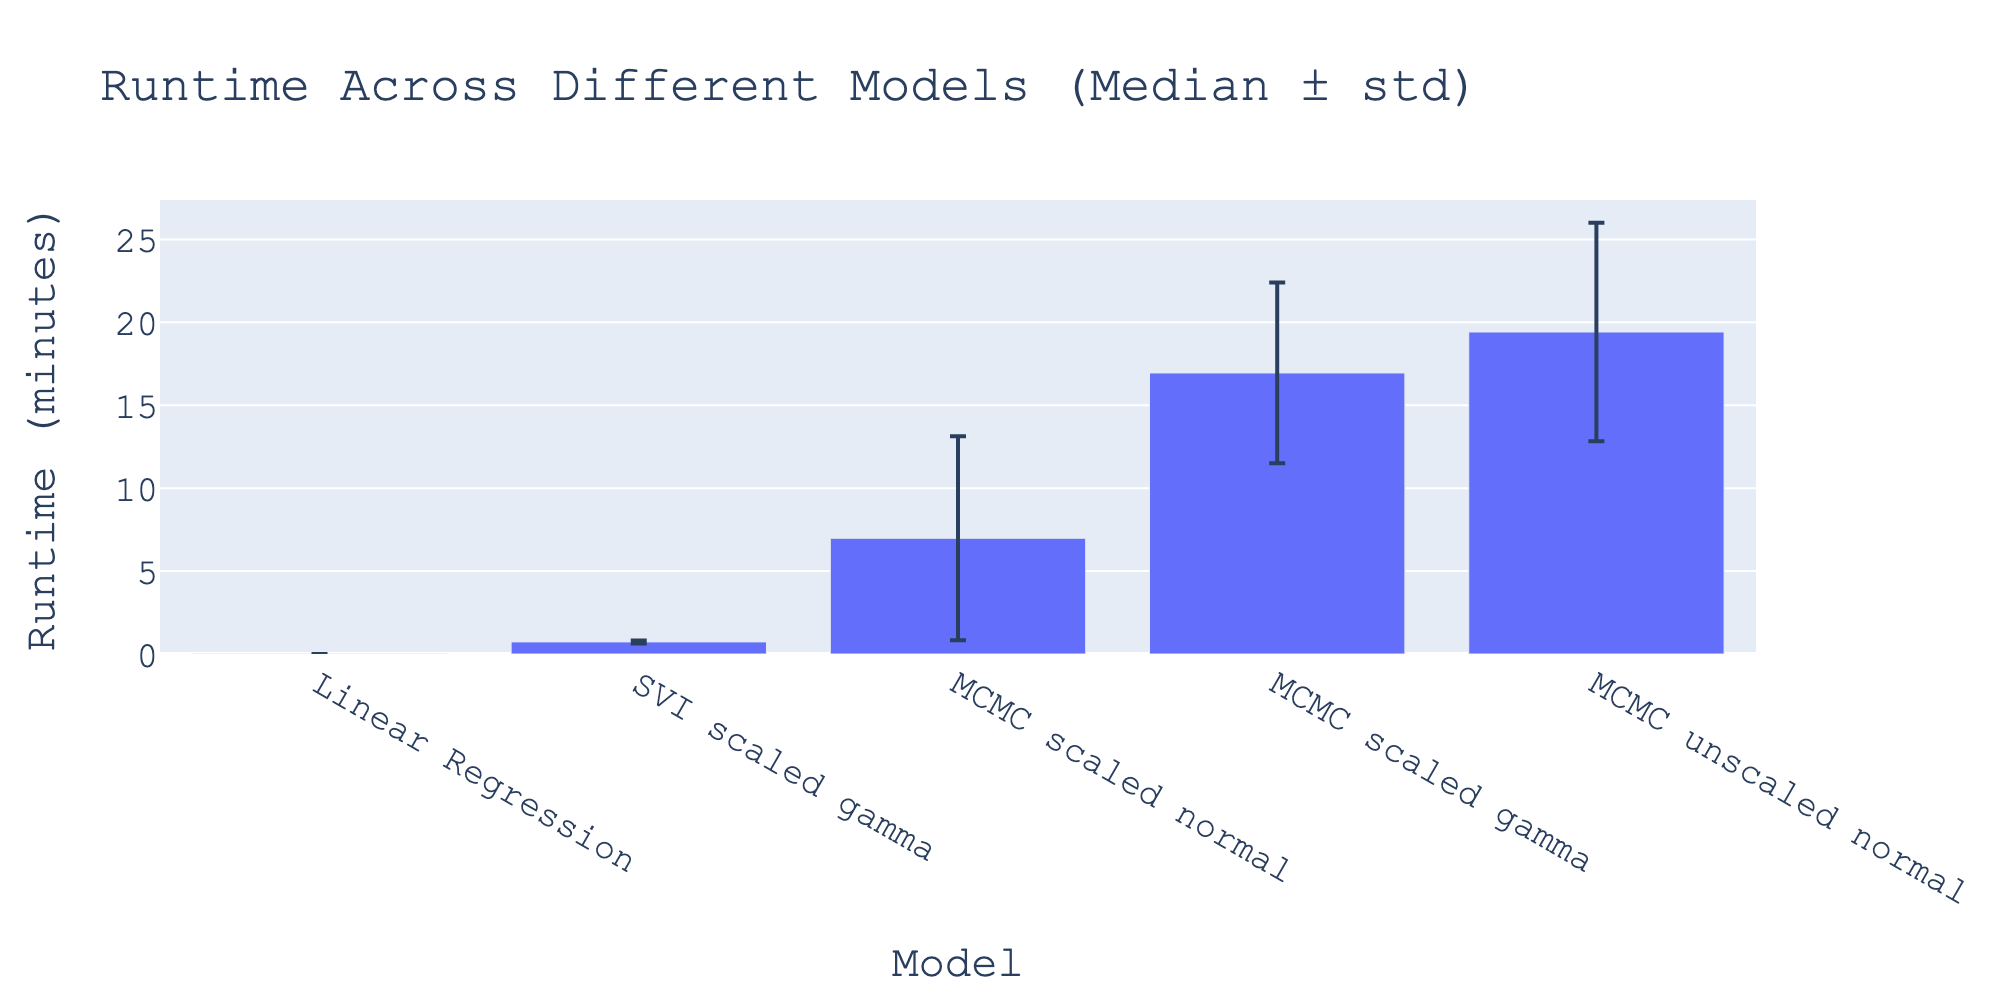 Runtime Across Different Models (Median ± std)
Runtime (minutes)
25
20
15
10
5
0
Linear Regression
SVI scaled gamma
MCMC scaled normal
MCMC scaled gamma
MCMC unscaled normal
Model